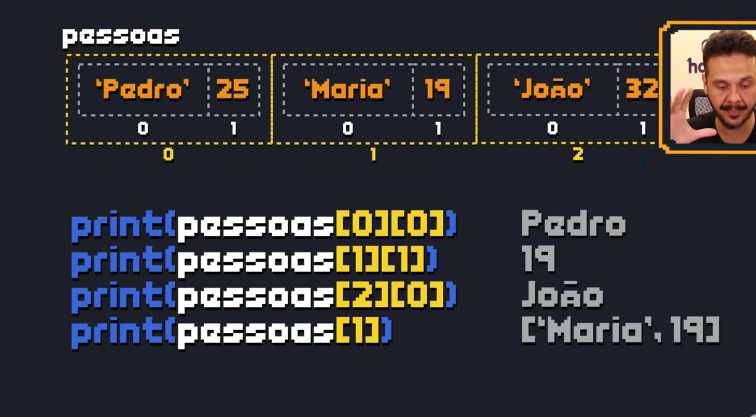 pessoas
'Pedro' 25 'Maria' 19 'João' 32
0 1 0 1 0 1
0 1 2
print(pessoas[0][0]) Pedro
print(pessoas[1][1]) 19
print(pessoas[2][0]) João
print(pessoas[1]) ['Maria', 19]